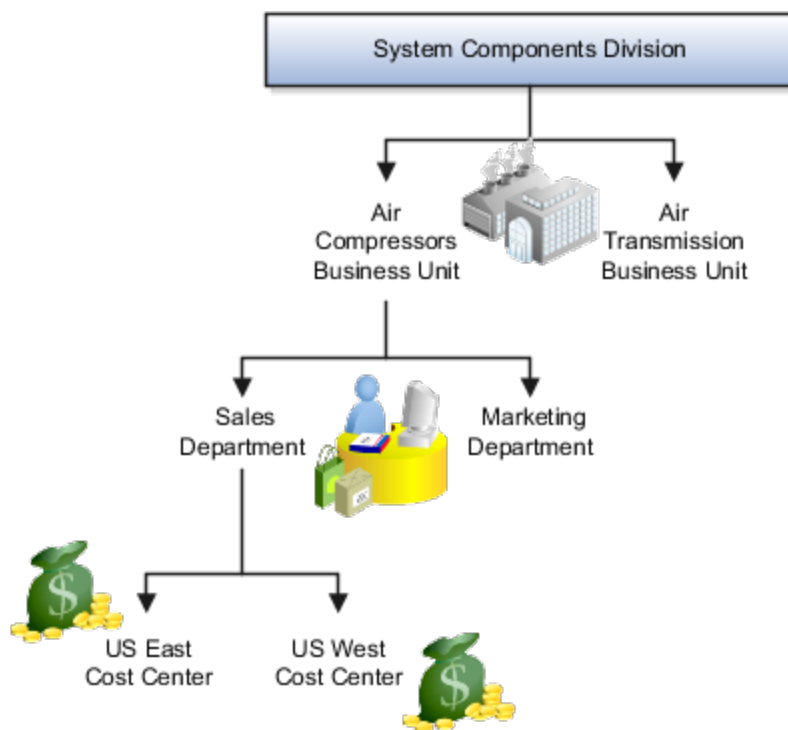 System Components Division
Air
Compressors
Business Unit
Air
Transmission
Business Unit
Sales
Department
Marketing
Department
US East
Cost Center
US West
Cost Center
$
$